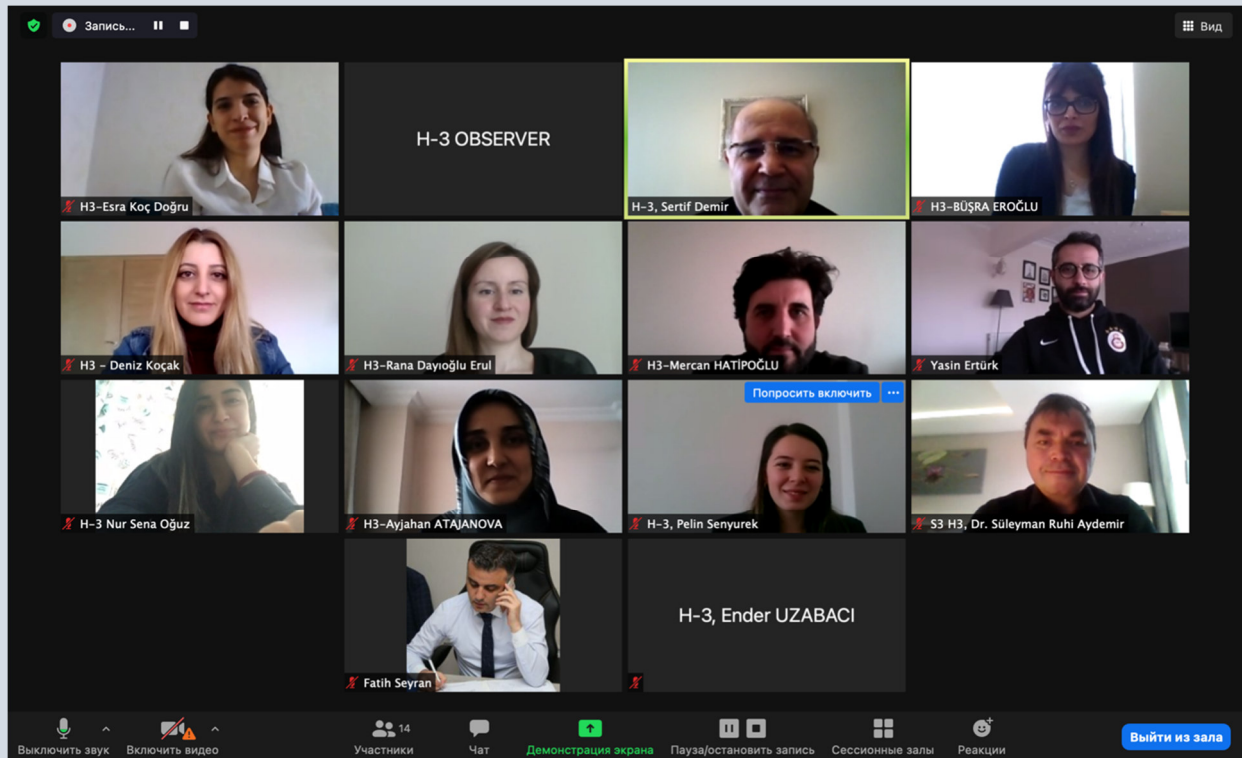 Запись...
Вид
H3-Esra Koç Doğru
H-3 OBSERVER
H-3, Sertif Demir
H3-BÜŞRA EROĞLU
H3 - Deniz Koçak
H3-Rana Dayıoğlu Erul
H3-Mercan HATİPOĞLU
Yasin Ertürk
Попросить включить
H-3 Nur Sena Oğuz
H3-Ayjahan ATAJANOVA
H-3, Pelin Senyurek
S3 H3, Dr. Süleyman Ruhi Aydemir
Fatih Seyran
H-3, Ender UZABACI
14
Выключить звук
Включить видео
Участники
Чат
Демонстрация экрана
Пауза/остановить запись
Сессионные залы
Реакции
Выйти из зала